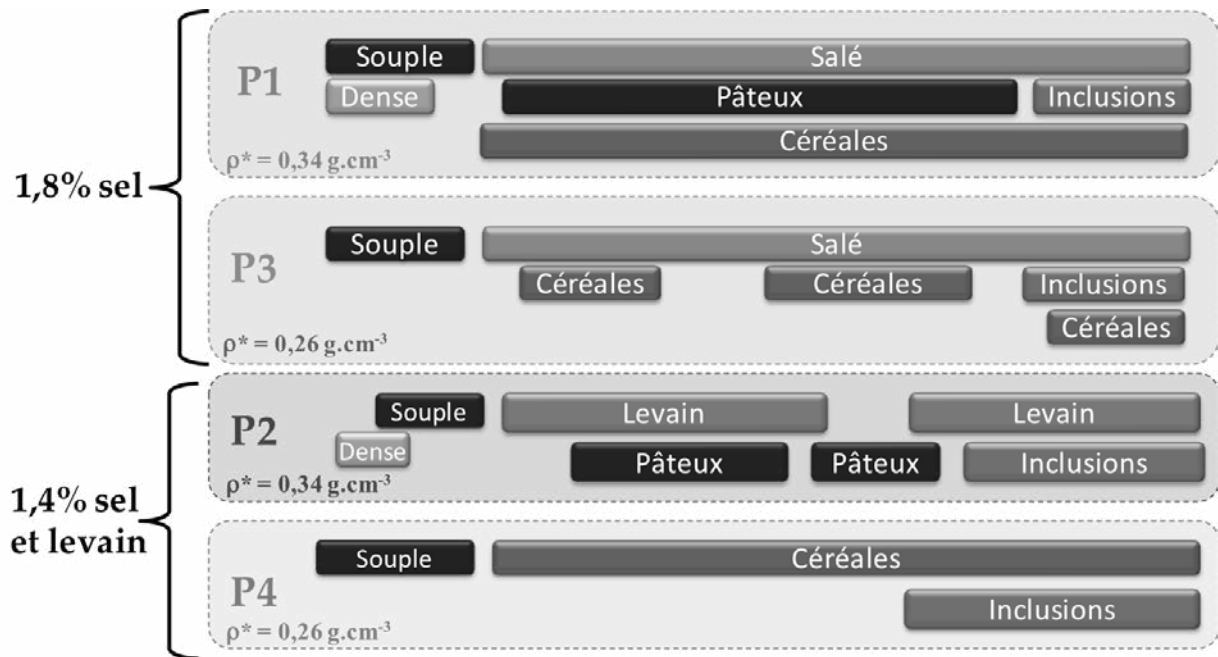 Souple Salé
P1
Dense Pâteux Inclusions
Céréales
ρ* = 0,34 g.cm⁻³
1,8% sel
Souple Salé
P3
Céréales Céréales Inclusions
Céréales
ρ* = 0,26 g.cm⁻³
Souple Levain Levain
P2
Dense Pâteux Pâteux Inclusions
ρ* = 0,34 g.cm⁻³
1,4% sel
et levain
Souple Céréales
P4
Inclusions
ρ* = 0,26 g.cm⁻³